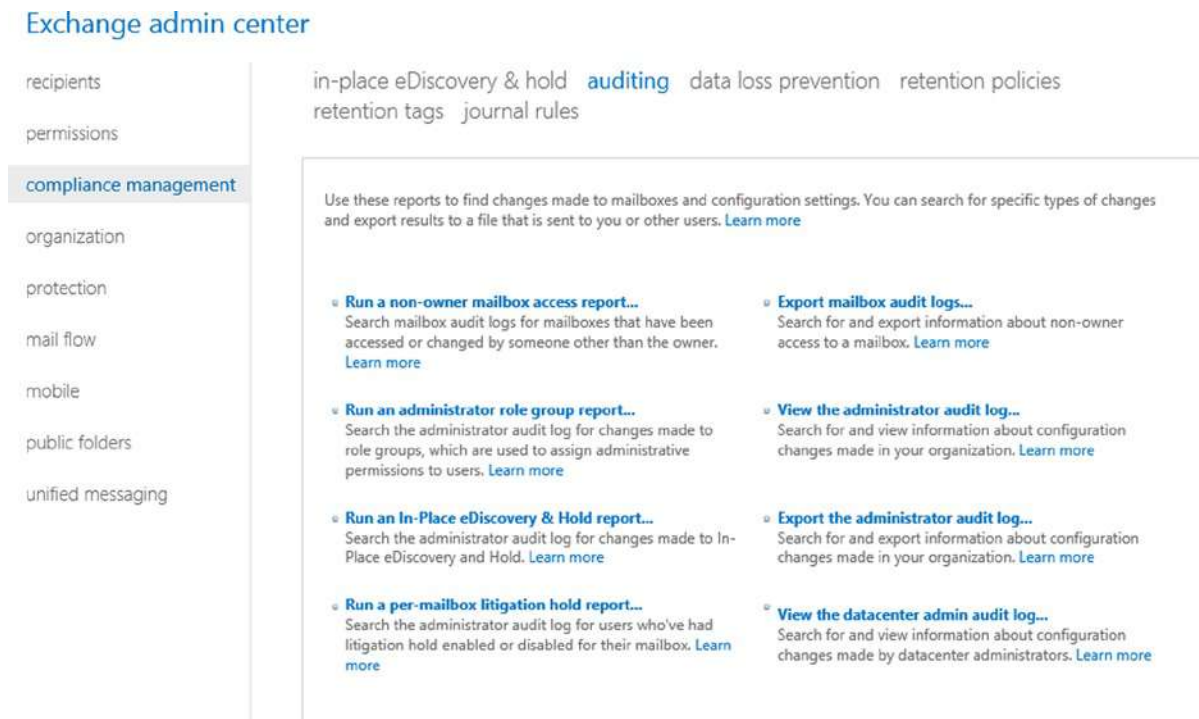 Exchange admin center
recipients
permissions
compliance management
organization
protection
mail flow
mobile
public folders
unified messaging
in-place eDiscovery & hold auditing data loss prevention retention policies
retention tags journal rules
Use these reports to find changes made to mailboxes and configuration settings. You can search for specific types of changes
and export results to a file that is sent to you or other users. Learn more
Run a non-owner mailbox access report...
Search mailbox audit logs for mailboxes that have been
accessed or changed by someone other than the owner.
Learn more
Run an administrator role group report...
Search the administrator audit log for changes made to
role groups, which are used to assign administrative
permissions to users. Learn more
Run an In-Place eDiscovery & Hold report...
Search the administrator audit log for changes made to In-
Place eDiscovery and Hold. Learn more
Run a per-mailbox litigation hold report...
Search the administrator audit log for users who've had
litigation hold enabled or disabled for their mailbox. Learn
more
Export mailbox audit logs...
Search for and export information about non-owner
access to a mailbox. Learn more
View the administrator audit log...
Search for and view information about configuration
changes made in your organization. Learn more
Export the administrator audit log...
Search for and export information about configuration
changes made in your organization. Learn more
View the datacenter admin audit log...
Search for and view information about configuration
changes made by datacenter administrators. Learn more